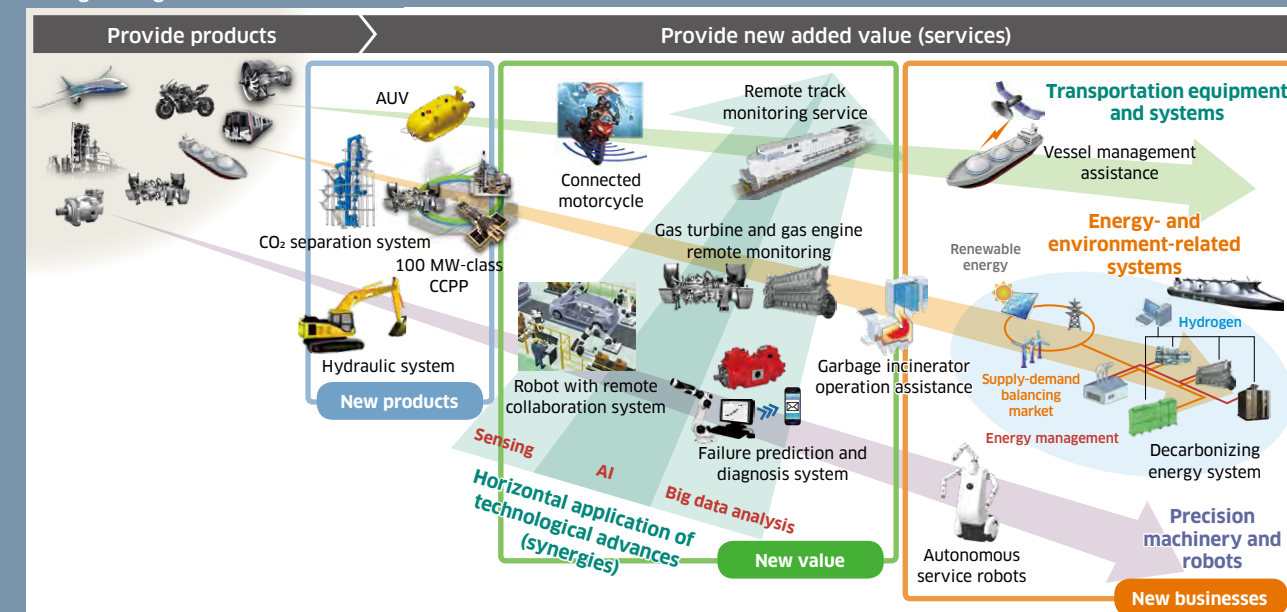 Provide products
Provide new added value (services)
AUV
CO₂ separation system
100 MW-class
CCPP
Hydraulic system
New products
Connected
motorcycle
Remote track
monitoring service
Gas turbine and gas engine
remote monitoring
Robot with remote
collaboration system
Garbage incinerator
operation assistance
Failure prediction and
diagnosis system
Sensing
AI
Big data analysis
Horizontal application of
technological advances
(synergies)
New value
Transportation equipment
and systems
Vessel management
assistance
Energy- and
environment-related
systems
Renewable
energy
Hydrogen
Supply-demand
balancing
market
Energy management
Decarbonizing
energy system
Autonomous
service robots
Precision
machinery and
robots
New businesses